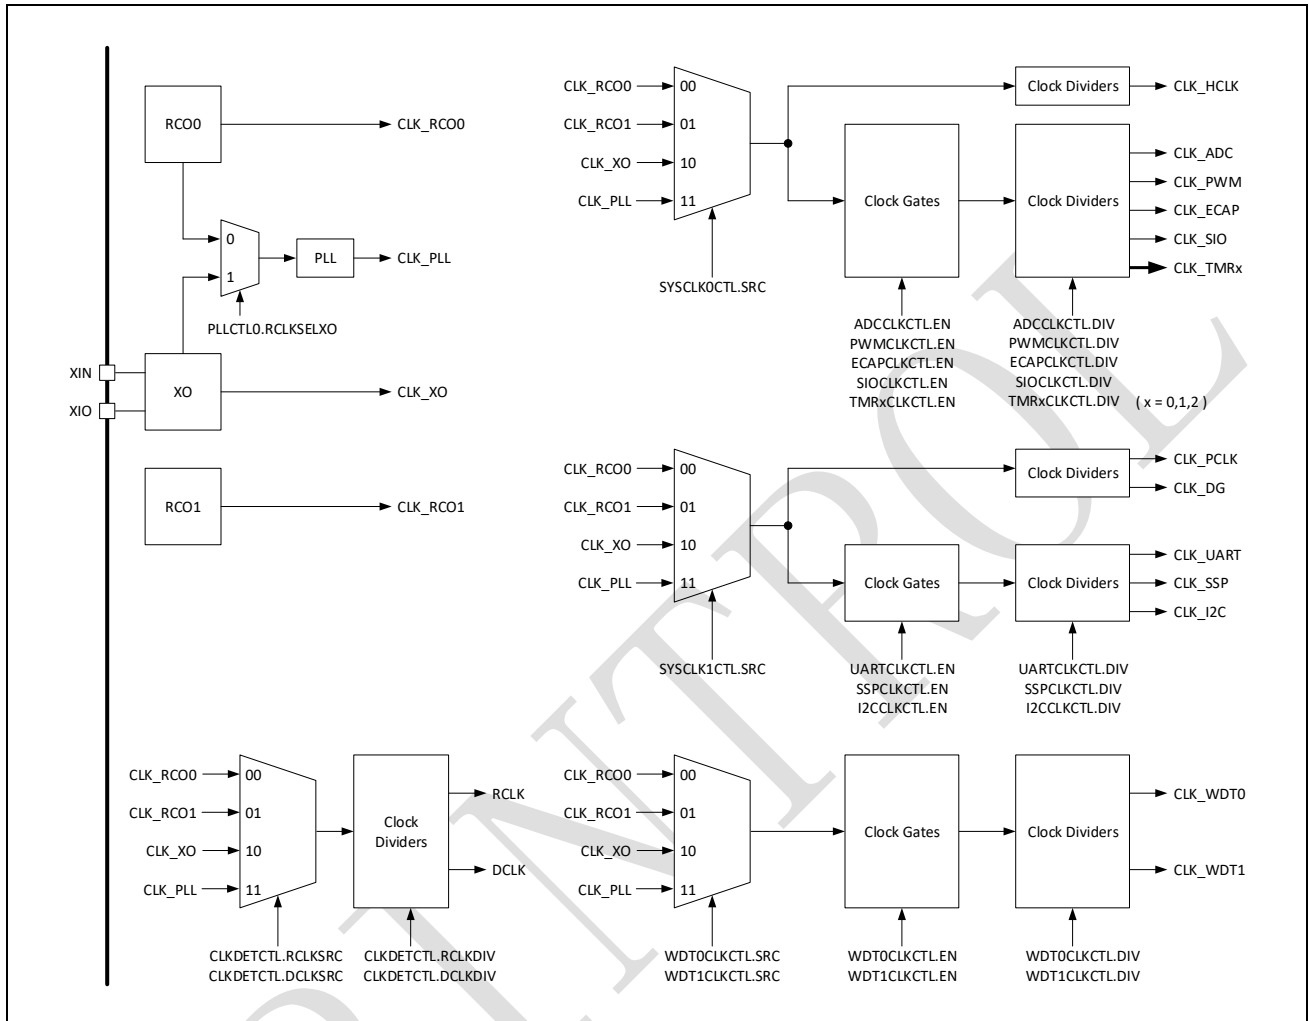 RCO0
CLK_RCO0
0
1
PLL
CLK_PLL
PLLCTL0.RCLKSELXO
XIN
XIO
XO
CLK_XO
RCO1
CLK_RCO1
CLK_RCO0
CLK_RCO1
CLK_XO
CLK_PLL
00
01
10
11
SYSCLK0CTL.SRC
Clock Dividers
CLK_HCLK
Clock Gates
Clock Dividers
CLK_ADC
CLK_PWM
CLK_ECAP
CLK_SIO
CLK_TMRx
ADCCLKCTL.EN
PWMCLKCTL.EN
ECAPCLKCTL.EN
SIOCLKCTL.EN
TMRxCLKCTL.EN
ADCCLKCTL.DIV
PWMCLKCTL.DIV
ECAPCLKCTL.DIV
SIOCLKCTL.DIV
TMRxCLKCTL.DIV ( x = 0,1,2 )
CLK_RCO0
CLK_RCO1
CLK_XO
CLK_PLL
00
01
10
11
SYSCLK1CTL.SRC
Clock Dividers
CLK_PCLK
CLK_DG
Clock Gates
Clock Dividers
CLK_UART
CLK_SSP
CLK_I2C
UARTCLKCTL.EN
SSPCLKCTL.EN
I2CCLKCTL.EN
UARTCLKCTL.DIV
SSPCLKCTL.DIV
I2CCLKCTL.DIV
CLK_RCO0
CLK_RCO1
CLK_XO
CLK_PLL
00
01
10
11
Clock
Dividers
RCLK
DCLK
CLKDETCTL.RCLKSRC
CLKDETCTL.DCLKSRC
CLKDETCTL.RCLKDIV
CLKDETCTL.DCLKDIV
CLK_RCO0
CLK_RCO1
CLK_XO
CLK_PLL
00
01
10
11
Clock Gates
Clock Dividers
CLK_WDT0
CLK_WDT1
WDT0CLKCTL.SRC
WDT1CLKCTL.SRC
WDT0CLKCTL.EN
WDT1CLKCTL.EN
WDT0CLKCTL.DIV
WDT1CLKCTL.DIV